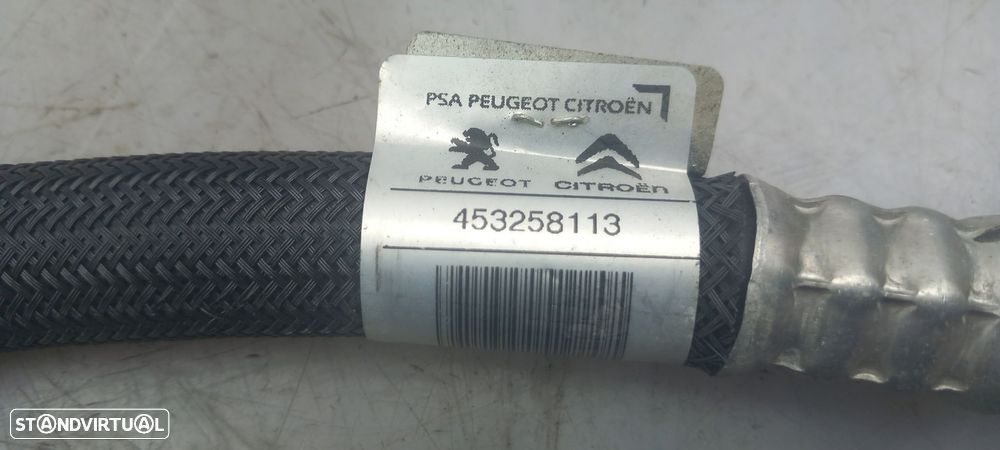 PSA PEUGEOT CITROËN
PEUGEOT CITROËN
453258113
STANDVIRTUAL